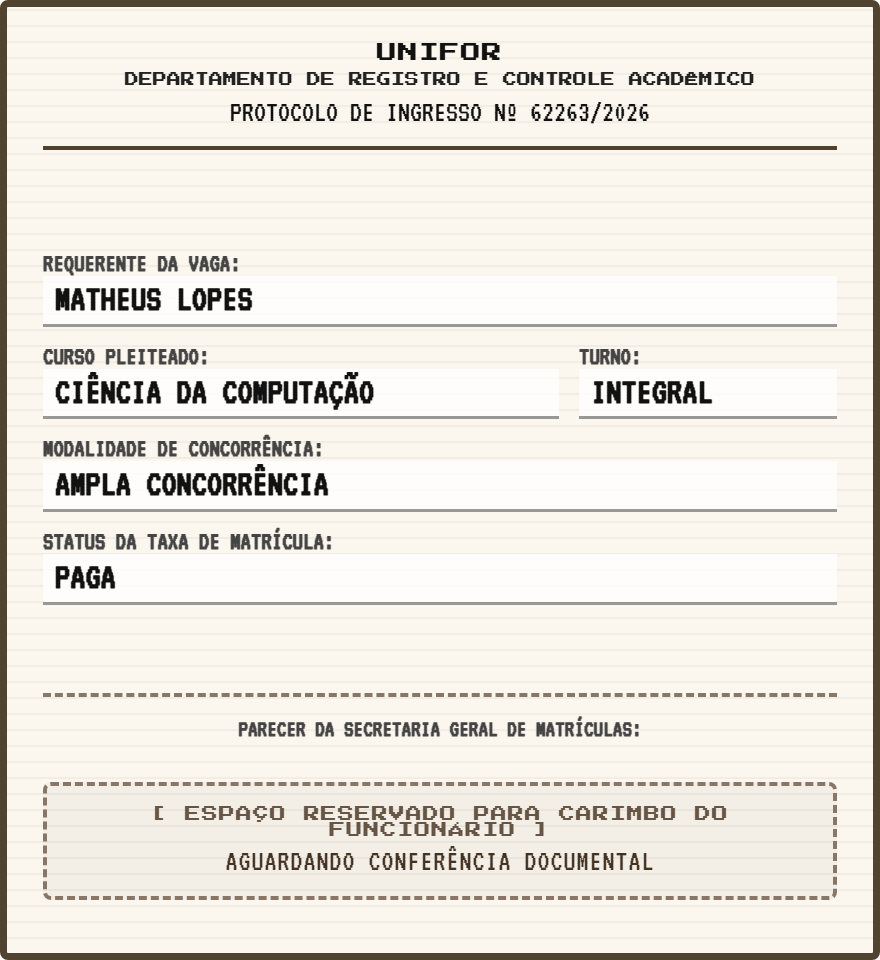 UNIFOR
DEPARTAMENTO DE REGISTRO E CONTROLE ACADÊMICO
PROTOCOLO DE INGRESSO Nº 62263/2026
REQUERENTE DA VAGA:
MATHEUS LOPES
CURSO PLEITEADO:
CIÊNCIA DA COMPUTAÇÃO
TURNO:
INTEGRAL
MODALIDADE DE CONCORRÊNCIA:
AMPLA CONCORRÊNCIA
STATUS DA TAXA DE MATRÍCULA:
PAGA
PARECER DA SECRETARIA GERAL DE MATRÍCULAS:
[ ESPAÇO RESERVADO PARA CARIMBO DO
FUNCIONÁRIO ]
AGUARDANDO CONFERÊNCIA DOCUMENTAL